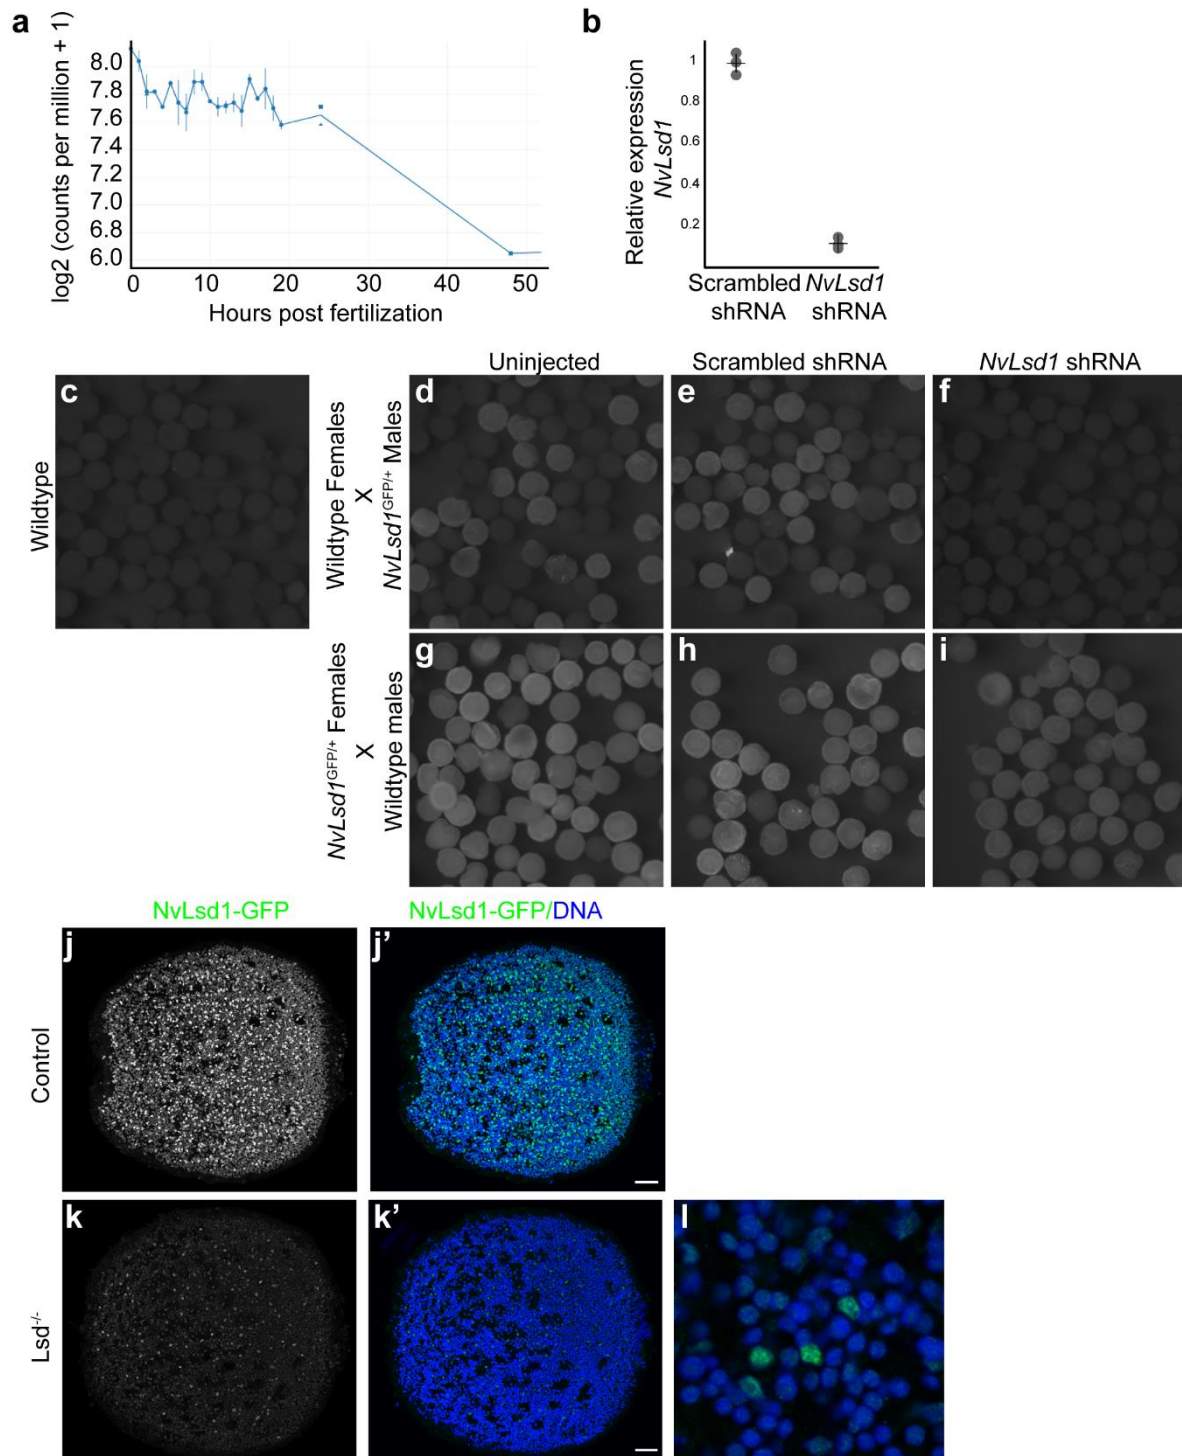 a
log2 (counts per million + 1)
8.0
7.8
7.6
7.4
7.2
7.0
6.8
6.0
0
10
20
30
40
50
Hours post fertilization
b
Relative expression
NvLsd1
1
0.8
0.6
0.4
0.2
Scrambled
shRNA
NvLsd1
shRNA
Uninjected
Scrambled shRNA
NvLsd1 shRNA
Wildtype
c
Wildtype Females
X
NvLsd1GFP/+ Males
d
e
f
NvLsd1GFP/+ Females
X
Wildtype males
g
h
i
NvLsd1-GFP
NvLsd1-GFP/DNA
Control
j
j’
Lsd-/-
k
k’
l